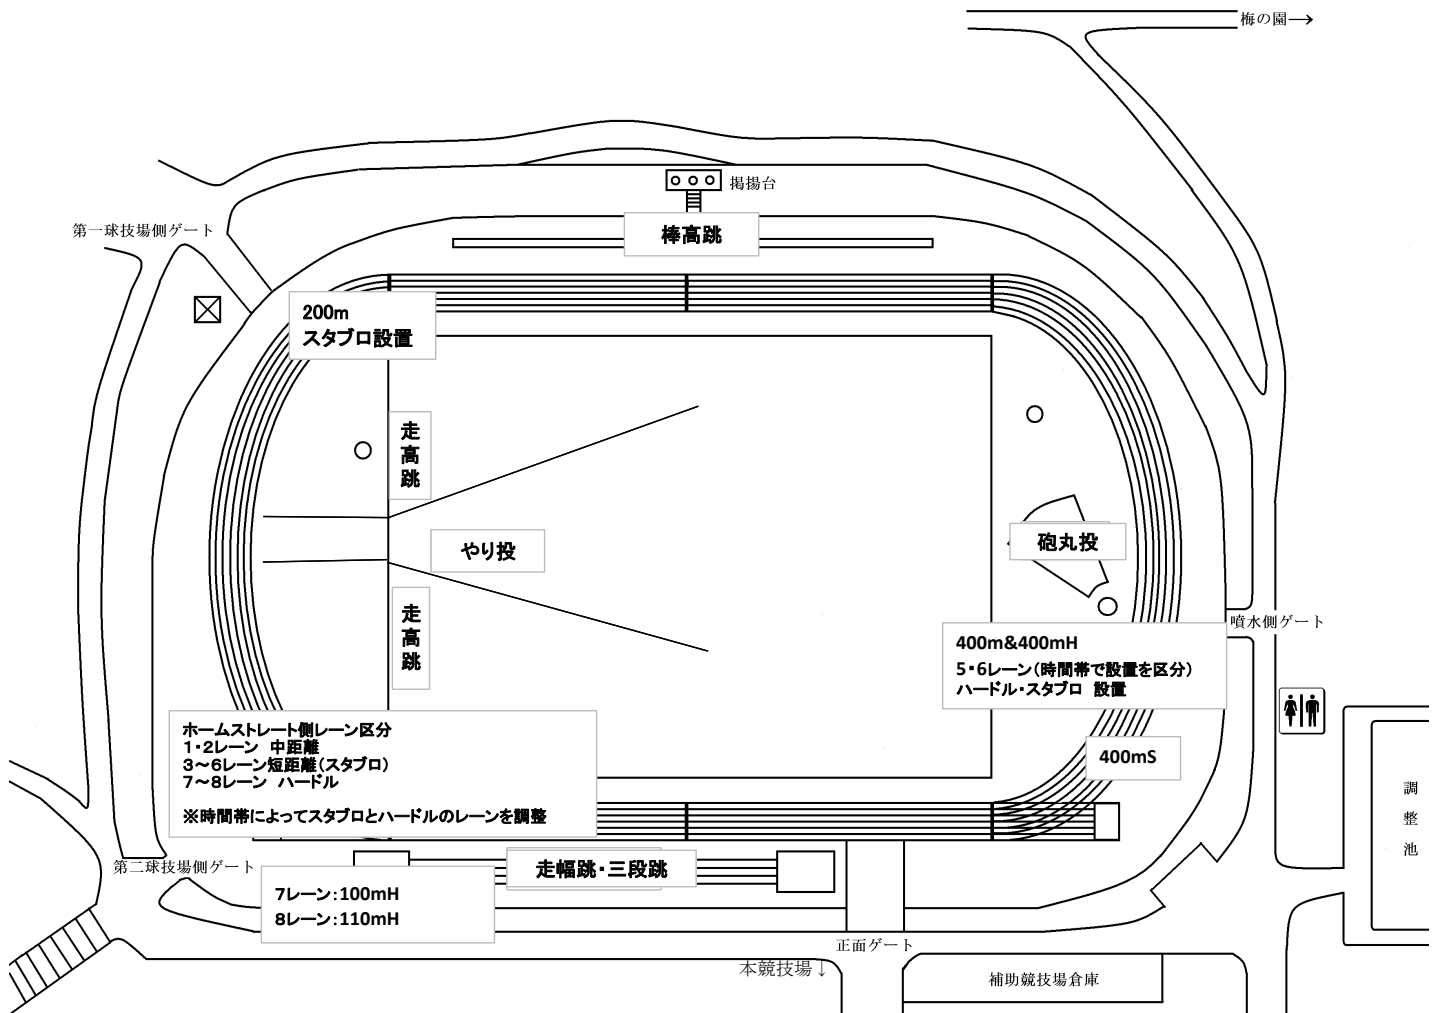 梅の園→
掲揚台
第一球技場側ゲート
棒高跳
200m
スタブロ設置
走高跳
やり投
砲丸投
走高跳
噴水側ゲート
400m&400mH
5・6レーン(時間帯で設置を区分)
ハードル・スタブロ 設置
400mS
ホームストレート側レーン区分
1・2レーン 中距離
3～6レーン短距離(スタブロ)
7～8レーン ハードル
※時間帯によってスタブロとハードルのレーンを調整
調整池
第二球技場側ゲート
走幅跳・三段跳
7レーン:100mH
8レーン:110mH
正面ゲート
本競技場↓
補助競技場倉庫